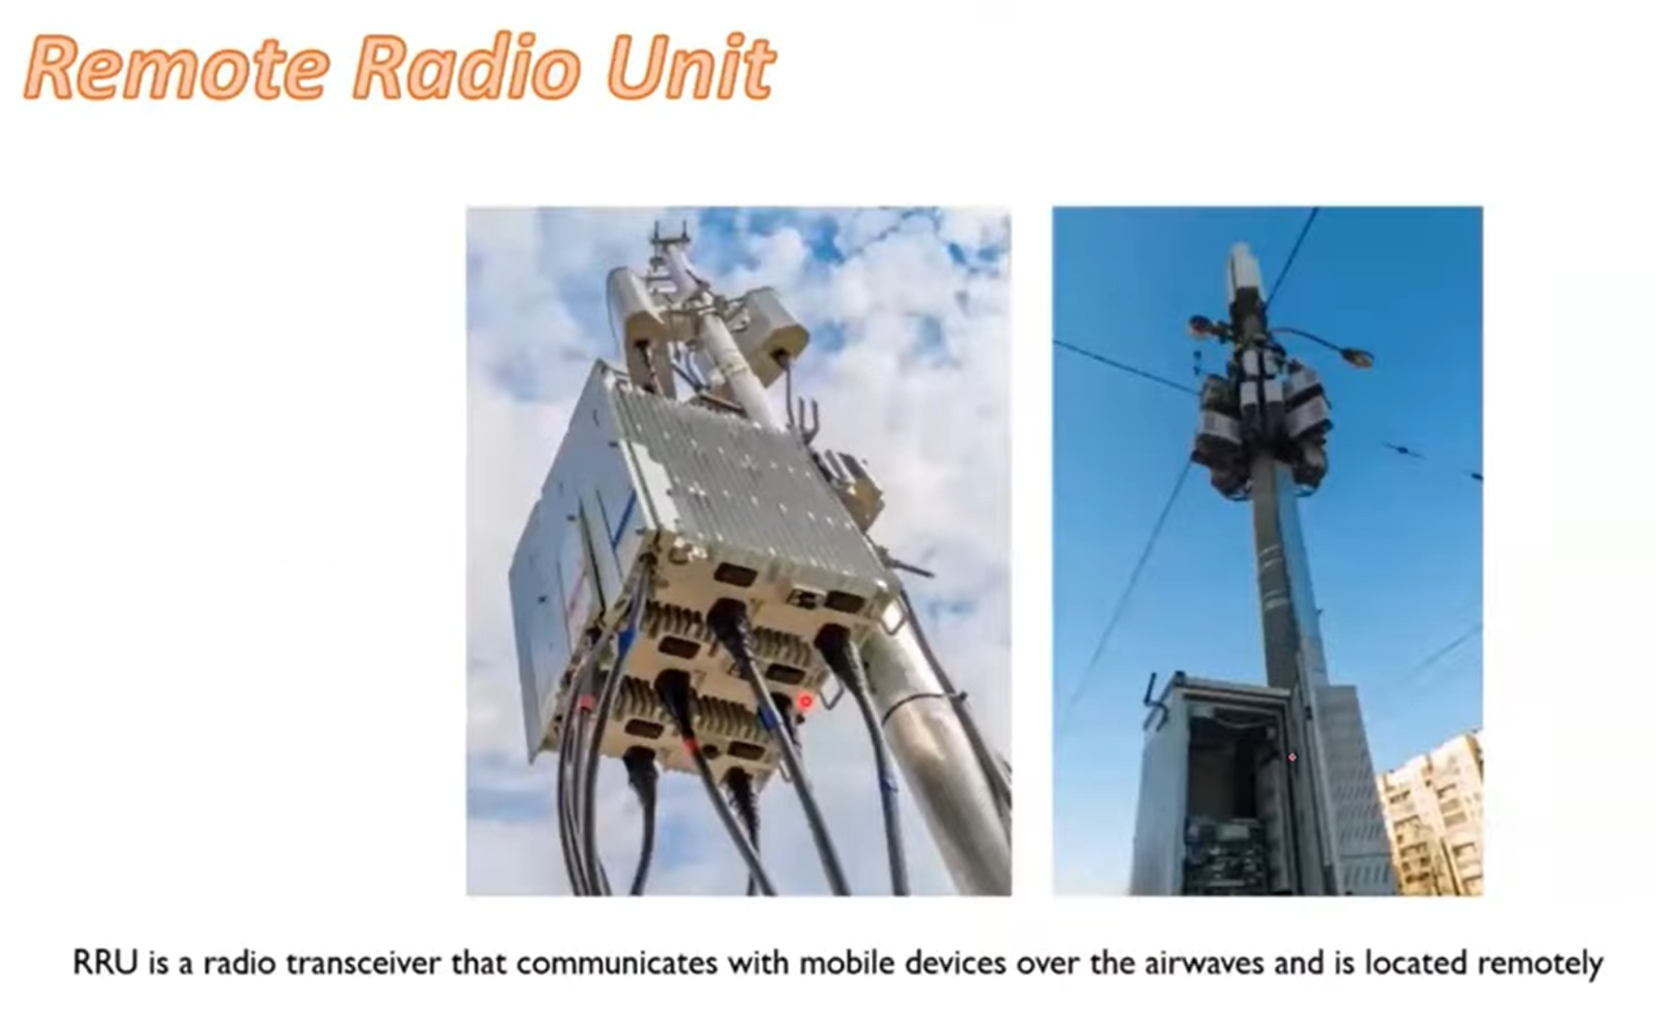 Remote Radio Unit
RRU is a radio transceiver that communicates with mobile devices over the airwaves and is located remotely